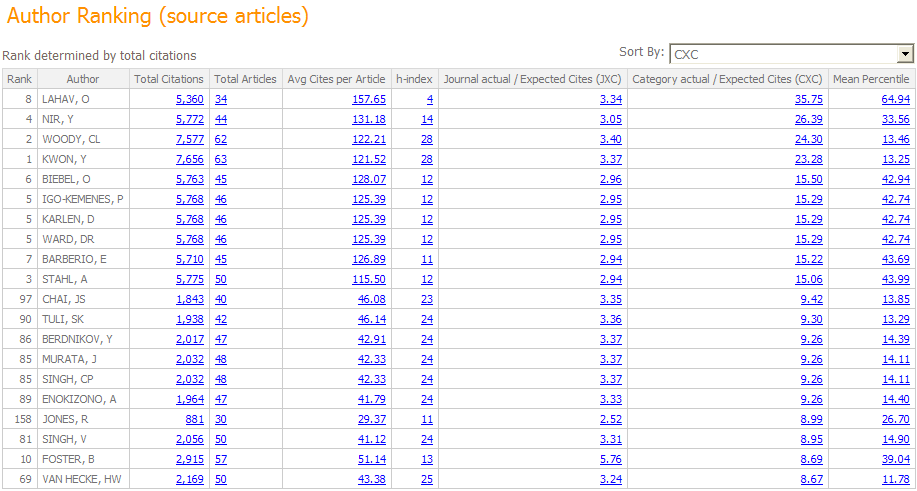 Author Ranking (source articles)
Rank determined by total citations
Sort By: CXC
Rank Author Total Citations Total Articles Avg Cites per Article h-index Journal actual / Expected Cites (JXC) Category actual / Expected Cites (CXC) Mean Percentile
8 LAHAV, O 5,360 34 157.65 4 3.34 35.75 64.94
4 NIR, Y 5,772 44 131.18 14 3.05 26.39 33.56
2 WOODY, CL 7,577 62 122.21 28 3.40 24.30 13.46
1 KWON, Y 7,656 63 121.52 28 3.37 23.28 13.25
6 BIEBEL, O 5,763 45 128.07 12 2.96 15.50 42.94
5 IGO-KEMENES, P 5,768 46 125.39 12 2.95 15.29 42.74
5 KARLEN, D 5,768 46 125.39 12 2.95 15.29 42.74
5 WARD, DR 5,768 46 125.39 12 2.95 15.29 42.74
7 BARBERIO, E 5,710 45 126.89 11 2.94 15.22 43.69
3 STAHL, A 5,775 50 115.50 12 2.94 15.06 43.99
97 CHAI, JS 1,843 40 46.08 23 3.35 9.42 13.85
90 TULI, SK 1,938 42 46.14 24 3.36 9.30 13.29
86 BERDNIKOV, Y 2,017 47 42.91 24 3.37 9.26 14.39
85 MURATA, J 2,032 48 42.33 24 3.37 9.26 14.11
85 SINGH, CP 2,032 48 42.33 24 3.37 9.26 14.11
89 ENOKIZONO, A 1,964 47 41.79 24 3.33 9.26 14.40
158 JONES, R 881 30 29.37 11 2.52 8.99 26.70
81 SINGH, V 2,056 50 41.12 24 3.31 8.95 14.90
10 FOSTER, B 2,915 57 51.14 13 5.76 8.69 39.04
69 VAN HECKE, HW 2,169 50 43.38 25 3.24 8.67 11.78